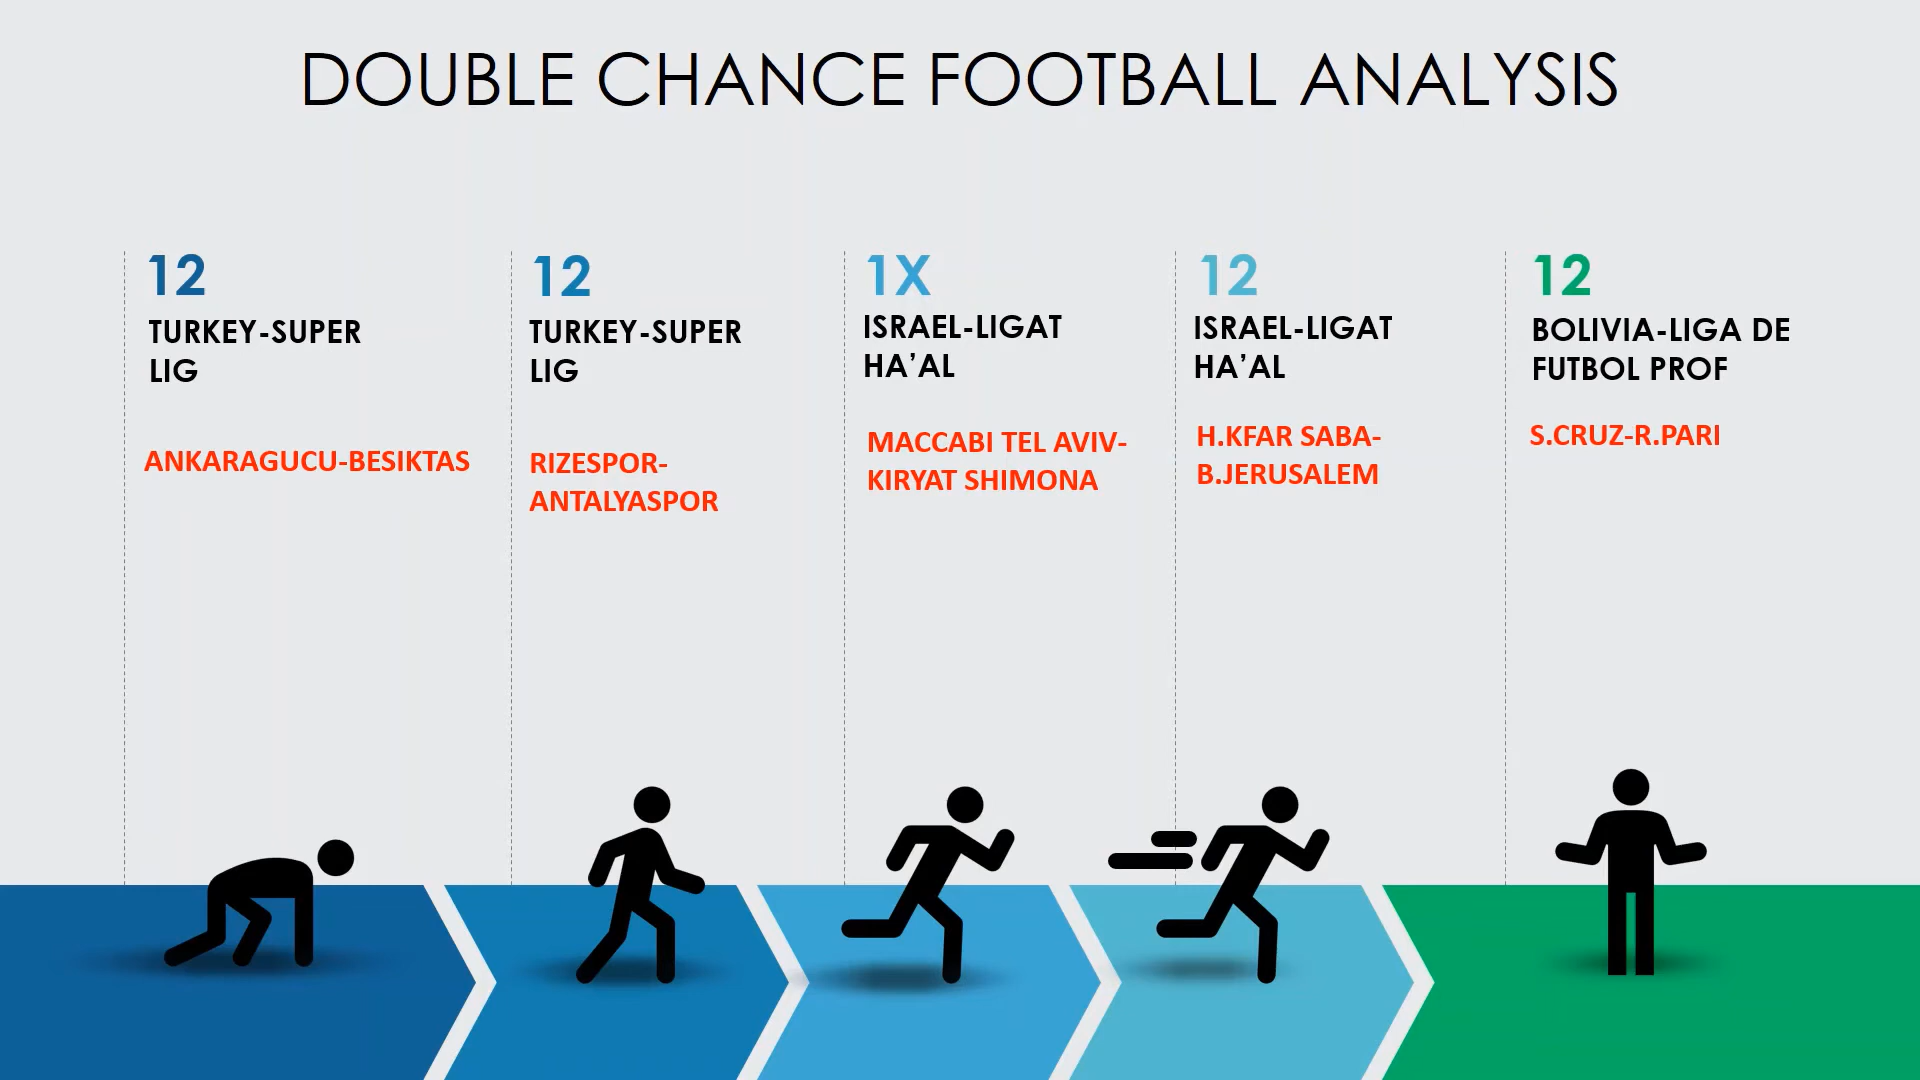 DOUBLE CHANCE FOOTBALL ANALYSIS
12
TURKEY-SUPER
LIG
ANKARAGUCU-BESIKTAS
12
TURKEY-SUPER
LIG
RIZESPOR-
ANTALYASPOR
1X
ISRAEL-LIGAT
HA’AL
MACCABI TEL AVIV-
KIRYAT SHIMONA
12
ISRAEL-LIGAT
HA’AL
H.KFAR SABA-
B.JERUSALEM
12
BOLIVIA-LIGA DE
FUTBOL PROF
S.CRUZ-R.PARI